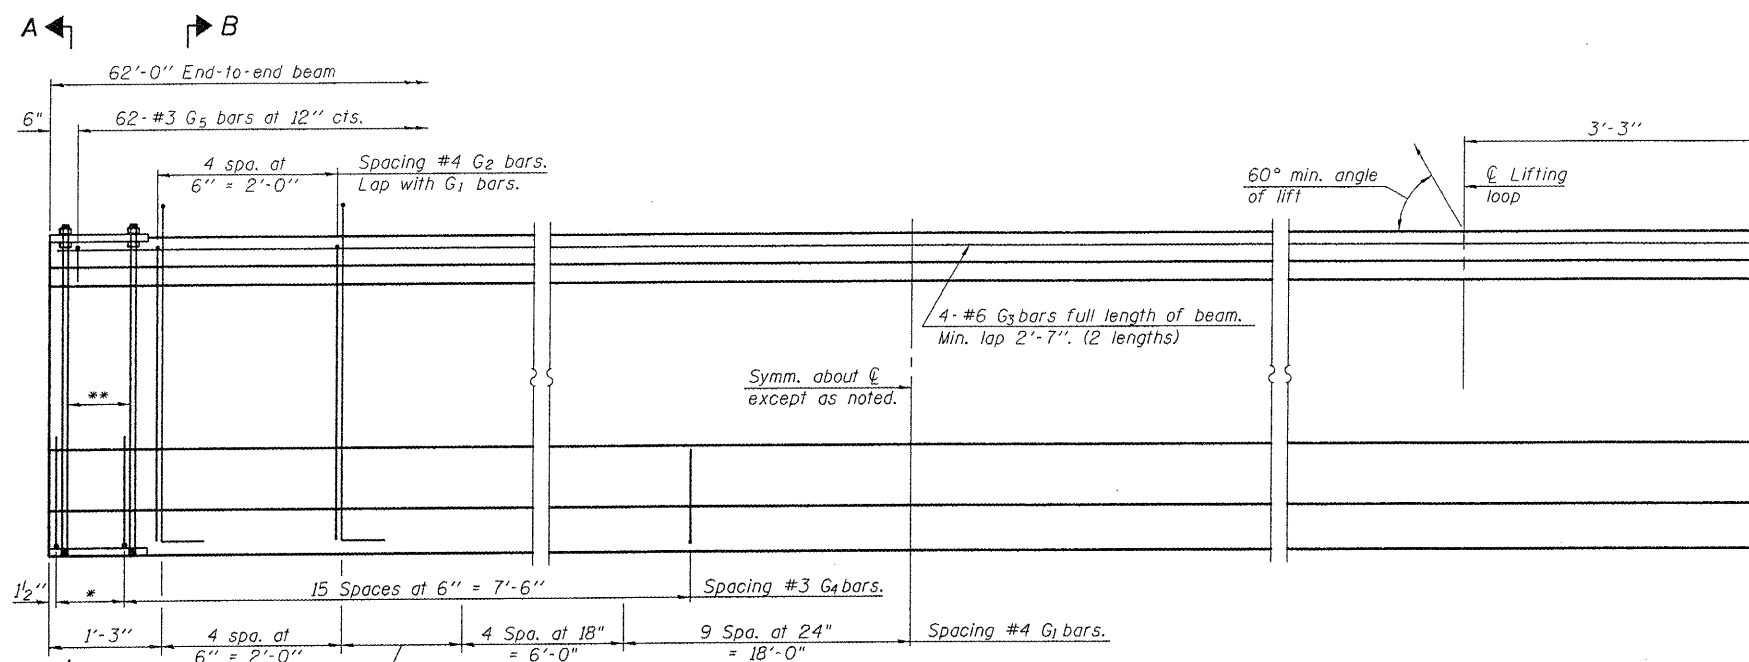 A B
62'-0" End-to-end beam
6" 62-#3 G5 bars at 12" cts.
3'-3"
4 spa. at
6" = 2'-0"
Spacing #4 G2 bars.
Lap with G1 bars.
60° min. angle
of lift
℄ Lifting
loop
4-#6 G3 bars full length of beam.
Min. lap 2'-7". (2 lengths)
Symm. about ℄
except as noted.
**
1½" * 15 Spaces at 6" = 7'-6" Spacing #3 G4 bars.
1'-3"
4 spa. at
6" = 2'-0"
4 Spa. at 18"
= 6'-0"
9 Spa. at 24"
= 18'-0"
Spacing #4 G1 bars.